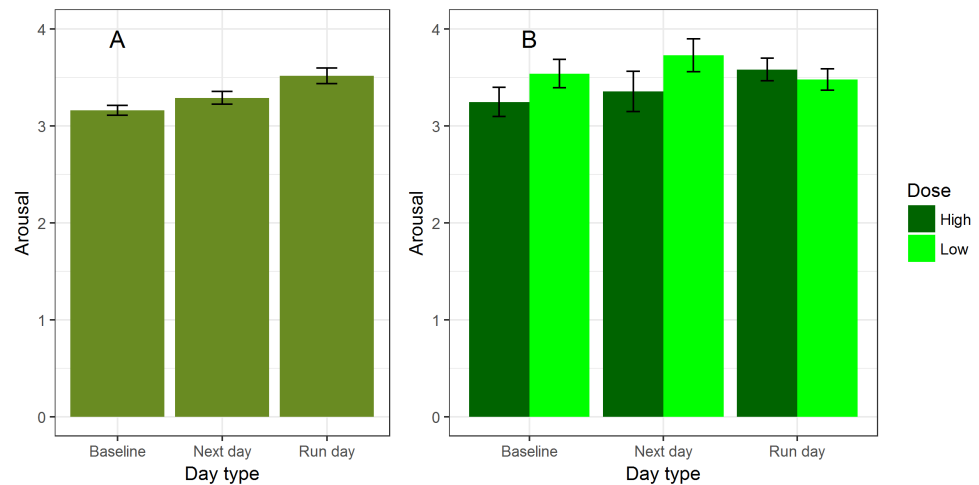 A
4
3
2
1
0
Arousal
Baseline
Next day
Run day
Day type
B
4
3
2
1
0
Arousal
Baseline
Next day
Run day
Day type
Dose
High
Low